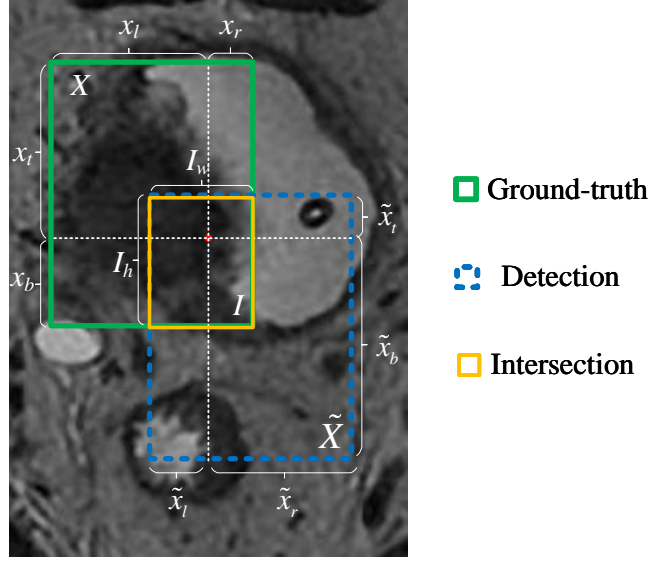 x_l
x_r
X
x_t
I_w
x̃_t
Ground-truth
I_h
x_b
I
Detection
x̃_b
Intersection
X̃
x̃_l
x̃_r